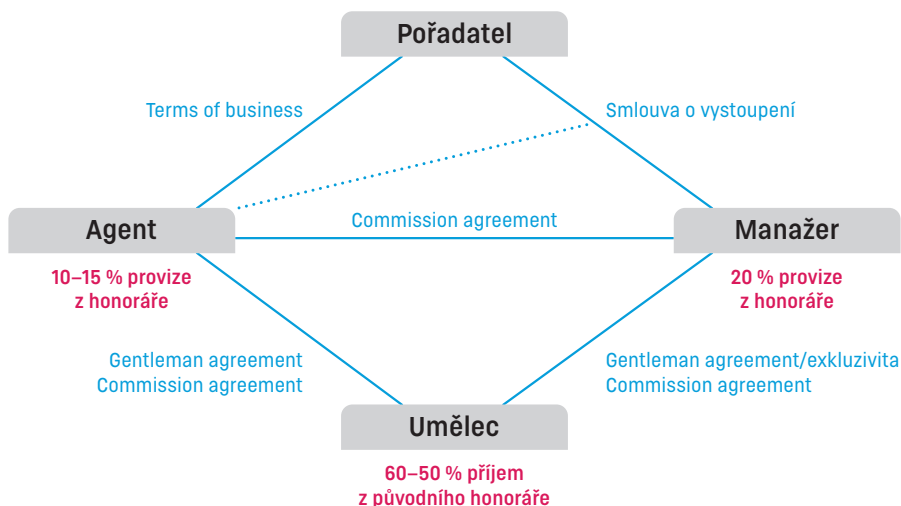 Pořadatel
Terms of business
Smlouva o vystoupení
Agent
Commission agreement
Manažer
10–15 % provize
z honoráře
20 % provize
z honoráře
Gentleman agreement
Commission agreement
Gentleman agreement/exkluzivita
Commission agreement
Umělec
60–50 % příjem
z původního honoráře